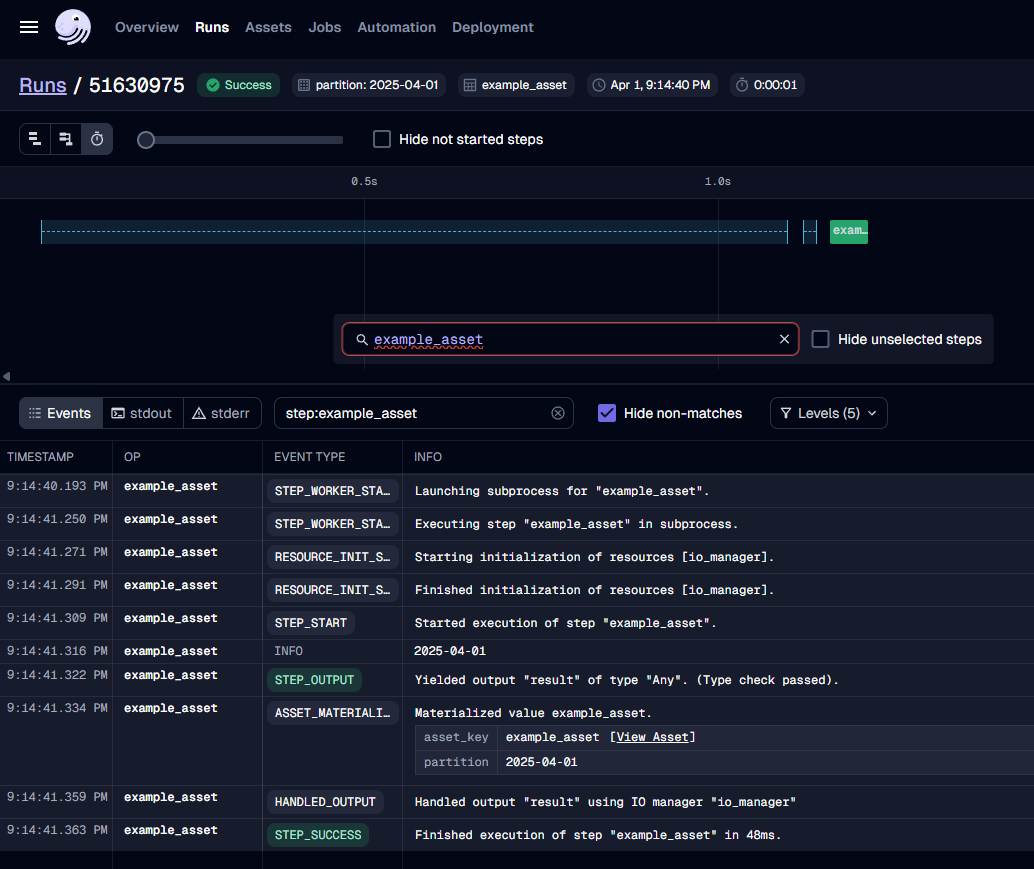 Overview Runs Assets Jobs Automation Deployment
Runs / 51630975 Success partition: 2025-04-01 example_asset Apr 1, 9:14:40 PM 0:00:01
Hide not started steps
0.5s 1.0s
exam…
example_asset Hide unselected steps
Events stdout stderr step:example_asset Hide non-matches Levels (5)
TIMESTAMP OP EVENT TYPE INFO
9:14:40.193 PM example_asset STEP_WORKER_STA… Launching subprocess for "example_asset".
9:14:41.250 PM example_asset STEP_WORKER_STA… Executing step "example_asset" in subprocess.
9:14:41.271 PM example_asset RESOURCE_INIT_S… Starting initialization of resources [io_manager].
9:14:41.291 PM example_asset RESOURCE_INIT_S… Finished initialization of resources [io_manager].
9:14:41.309 PM example_asset STEP_START Started execution of step "example_asset".
9:14:41.316 PM example_asset INFO 2025-04-01
9:14:41.322 PM example_asset STEP_OUTPUT Yielded output "result" of type "Any". (Type check passed).
9:14:41.334 PM example_asset ASSET_MATERIALI… Materialized value example_asset.
asset_key example_asset [View Asset]
partition 2025-04-01
9:14:41.359 PM example_asset HANDLED_OUTPUT Handled output "result" using IO manager "io_manager"
9:14:41.363 PM example_asset STEP_SUCCESS Finished execution of step "example_asset" in 48ms.